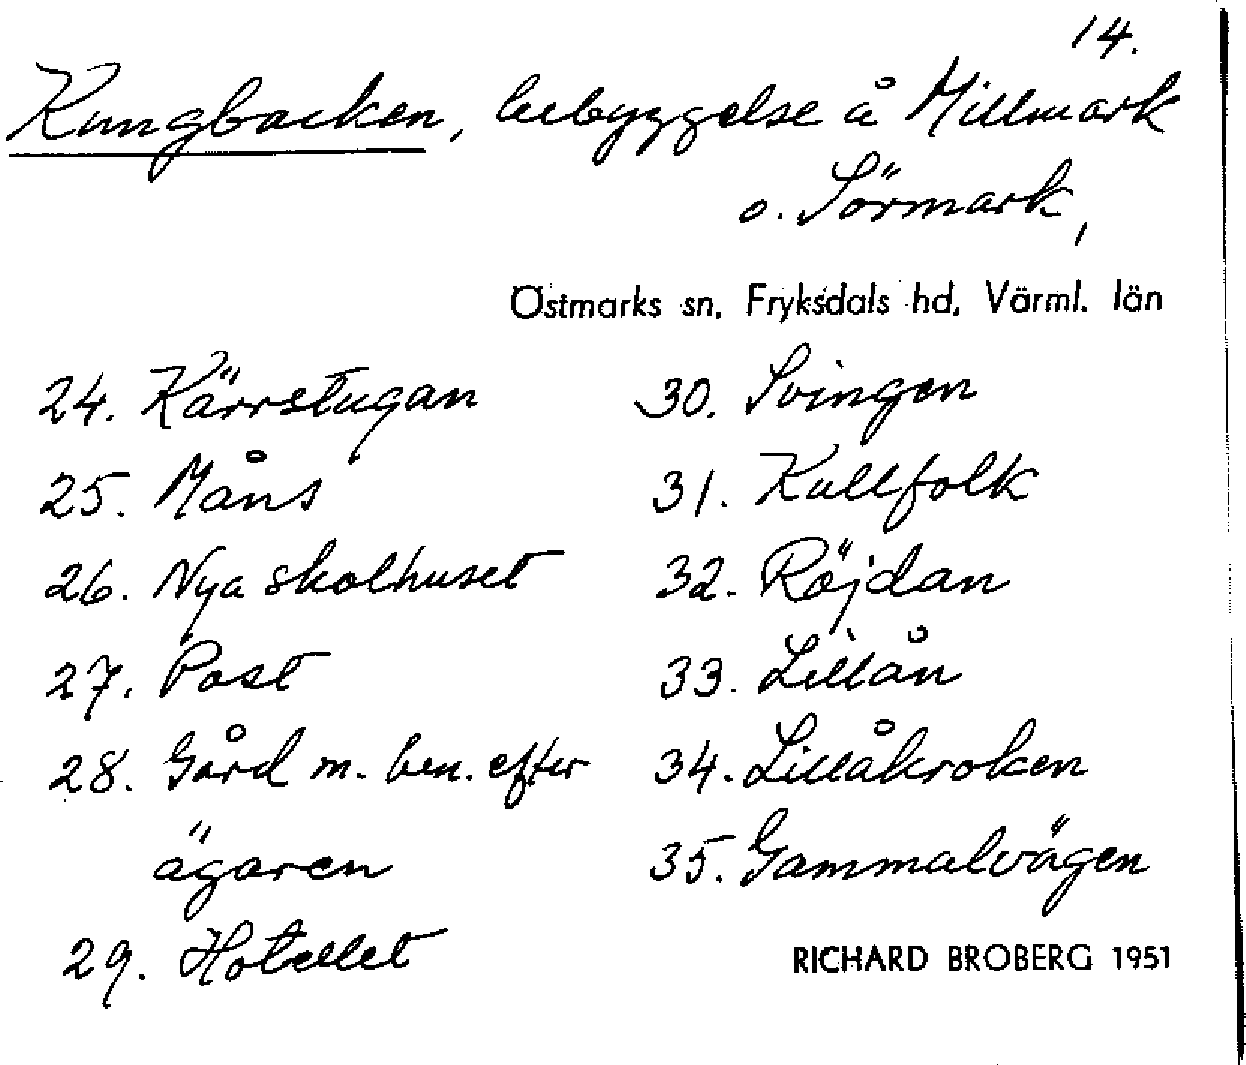 14.
Kungbacken, bebyggelse å Millmark
o. Sörmark,
Östmarks sn, Fryksdals hd, Värml. län
24. Kärrstugan
25. Måns
26. Nya skolhuset
27. Post
28. Gård m. ben. efter
ägaren
29. Hotellet
30. Svingen
31. Kullfolk
32. Röjdan
33. Lillån
34. Lillåkroken
35. Gammalvägen
RICHARD BROBERG 1951